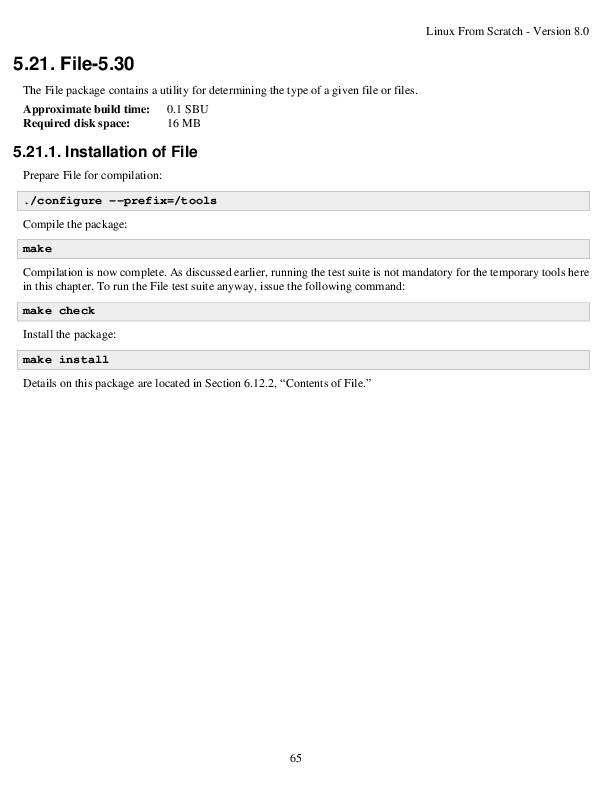 Linux From Scratch - Version 8.0
5.21. File-5.30
The File package contains a utility for determining the type of a given file or files.
Approximate build time: 0.1 SBU
Required disk space: 16 MB
5.21.1. Installation of File
Prepare File for compilation:
./configure --prefix=/tools
Compile the package:
make
Compilation is now complete. As discussed earlier, running the test suite is not mandatory for the temporary tools here
in this chapter. To run the File test suite anyway, issue the following command:
make check
Install the package:
make install
Details on this package are located in Section 6.12.2, “Contents of File.”
65